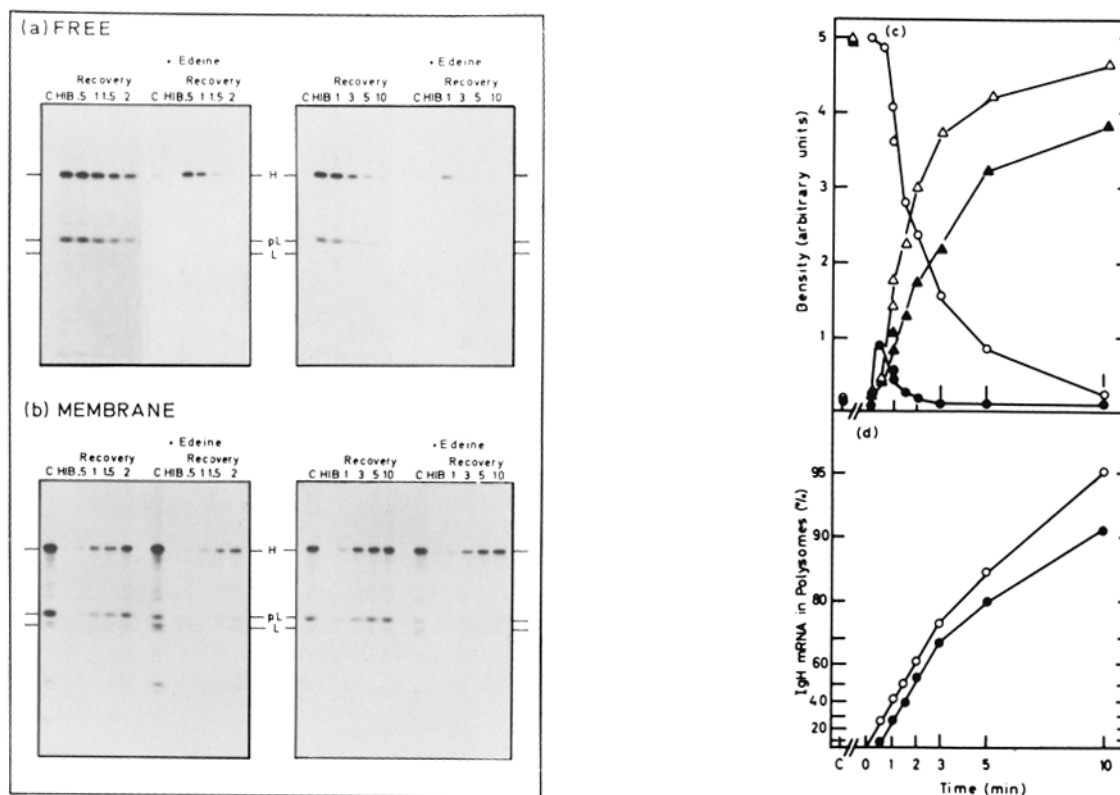 (a) FREE
+ Edeine
Recovery
Recovery
C HIB .5 1 1.5 2
C HIB .5 1 1.5 2
+ Edeine
Recovery
Recovery
C HIB 1 3 5 10
C HIB 1 3 5 10
H
pL
L
(b) MEMBRANE
+ Edeine
Recovery
Recovery
C HIB .5 1 1.5 2
C HIB .5 1 1.5 2
+ Edeine
Recovery
Recovery
C HIB 1 3 5 10
C HIB 1 3 5 10
H
pL
L
(c)
Density (arbitrary units)
5
4
3
2
1
(d)
IgH mRNA in Polysomes (%)
95
90
80
60
40
20
C 0 1 2 3 5 10
Time (min)